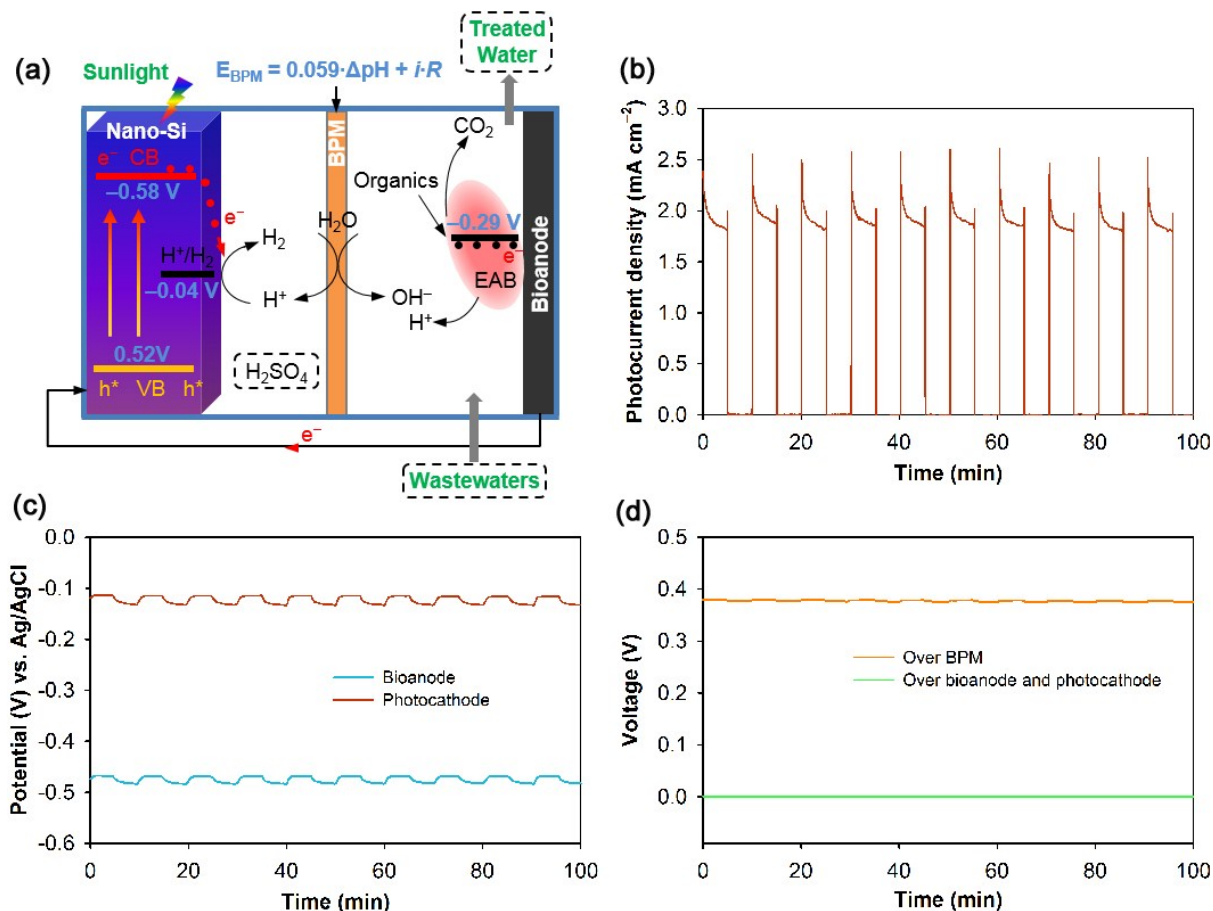 (a)
Sunlight
E_BPM = 0.059·ΔpH + i·R
Treated
Water
Nano-Si
e⁻ CB
−0.58 V
e⁻
H⁺/H₂
−0.04 V
0.52V
h* VB h*
H₂
H⁺
H₂SO₄
BPM
H₂O
OH⁻
H⁺
CO₂
Organics
−0.29 V
e⁻
EAB
Bioanode
e⁻
Wastewaters
(b)
Photocurrent density (mA cm⁻²)
3.0
2.5
2.0
1.5
1.0
0.5
0.0
0 20 40 60 80 100
Time (min)
(c)
Potential (V) vs. Ag/AgCl
0.0
-0.1
-0.2
-0.3
-0.4
-0.5
-0.6
Bioanode
Photocathode
0 20 40 60 80 100
Time (min)
(d)
Voltage (V)
0.5
0.4
0.3
0.2
0.1
0.0
Over BPM
Over bioanode and photocathode
0 20 40 60 80 100
Time (min)